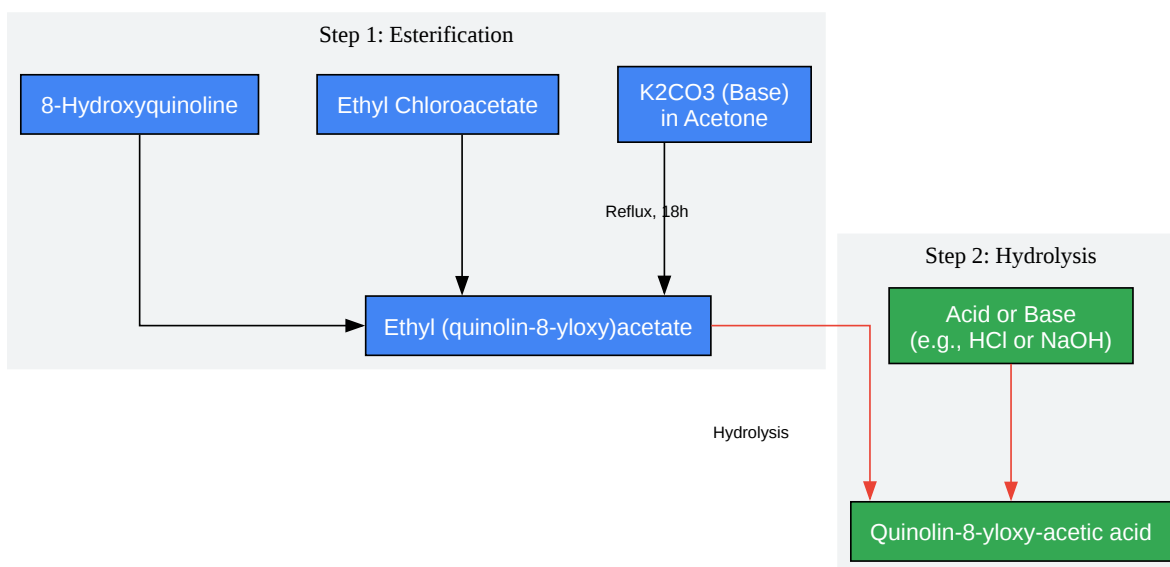 Step 1: Esterification
8-Hydroxyquinoline
Ethyl Chloroacetate
K2CO3 (Base)
in Acetone
Reflux, 18h
Ethyl (quinolin-8-yloxy)acetate
Step 2: Hydrolysis
Acid or Base
(e.g., HCl or NaOH)
Hydrolysis
Quinolin-8-yloxy-acetic acid